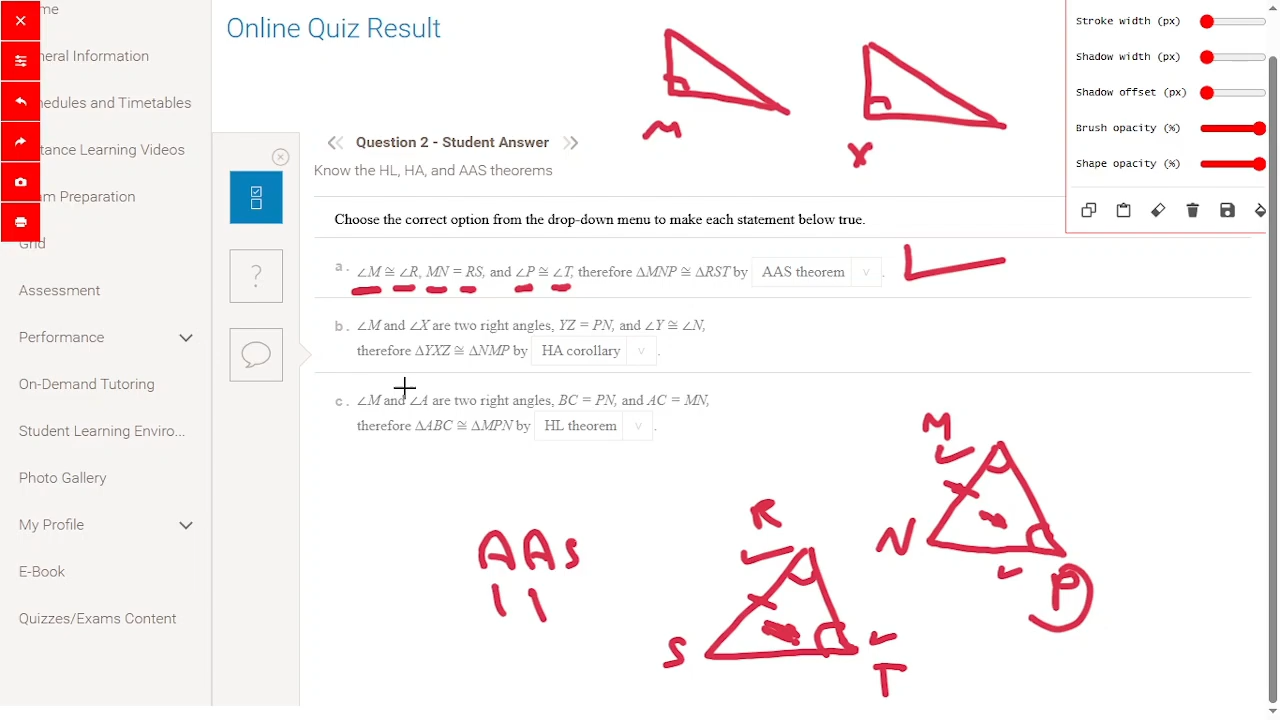 Online Quiz Result
General Information
Schedules and Timetables
Distance Learning Videos
Exam Preparation
Grid
Assessment
Performance
On-Demand Tutoring
Student Learning Enviro...
Photo Gallery
My Profile
E-Book
Quizzes/Exams Content
Question 2 - Student Answer
Know the HL, HA, and AAS theorems
Choose the correct option from the drop-down menu to make each statement below true.
a. ∠M ≅ ∠R, MN = RS, and ∠P ≅ ∠T, therefore ΔMNP ≅ ΔRST by AAS theorem.
b. ∠M and ∠X are two right angles, YZ = PN, and ∠Y ≅ ∠N,
therefore ΔYXZ ≅ ΔNMP by HA corollary.
c. ∠M and ∠A are two right angles, BC = PN, and AC = MN,
therefore ΔABC ≅ ΔMPN by HL theorem.
Stroke width (px)
Shadow width (px)
Shadow offset (px)
Brush opacity (%)
Shape opacity (%)
M
X
AAS
R
S
T
M
N
P